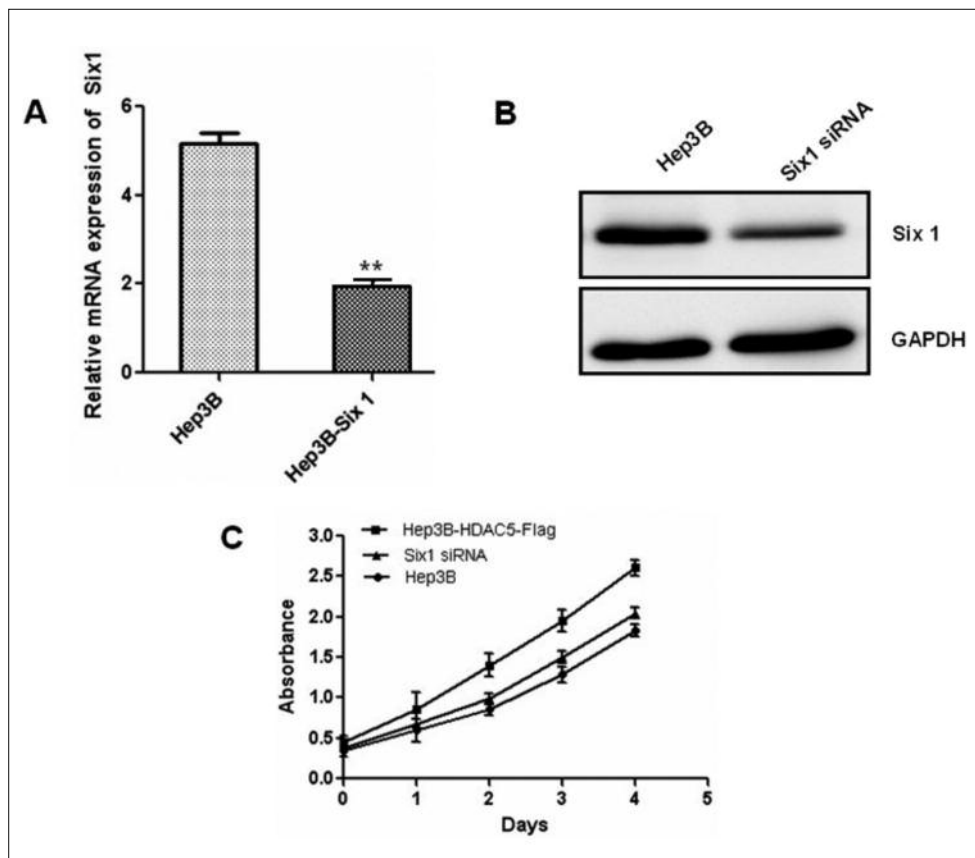 A
Relative mRNA expression of Six1
6
4
2
0
**
Hep3B
Hep3B-Six 1
B
Hep3B
Six1 siRNA
Six 1
GAPDH
C
Hep3B-HDAC5-Flag
Six1 siRNA
Hep3B
Absorbance
3.0
2.5
2.0
1.5
1.0
0.5
0.0
0 1 2 3 4 5
Days